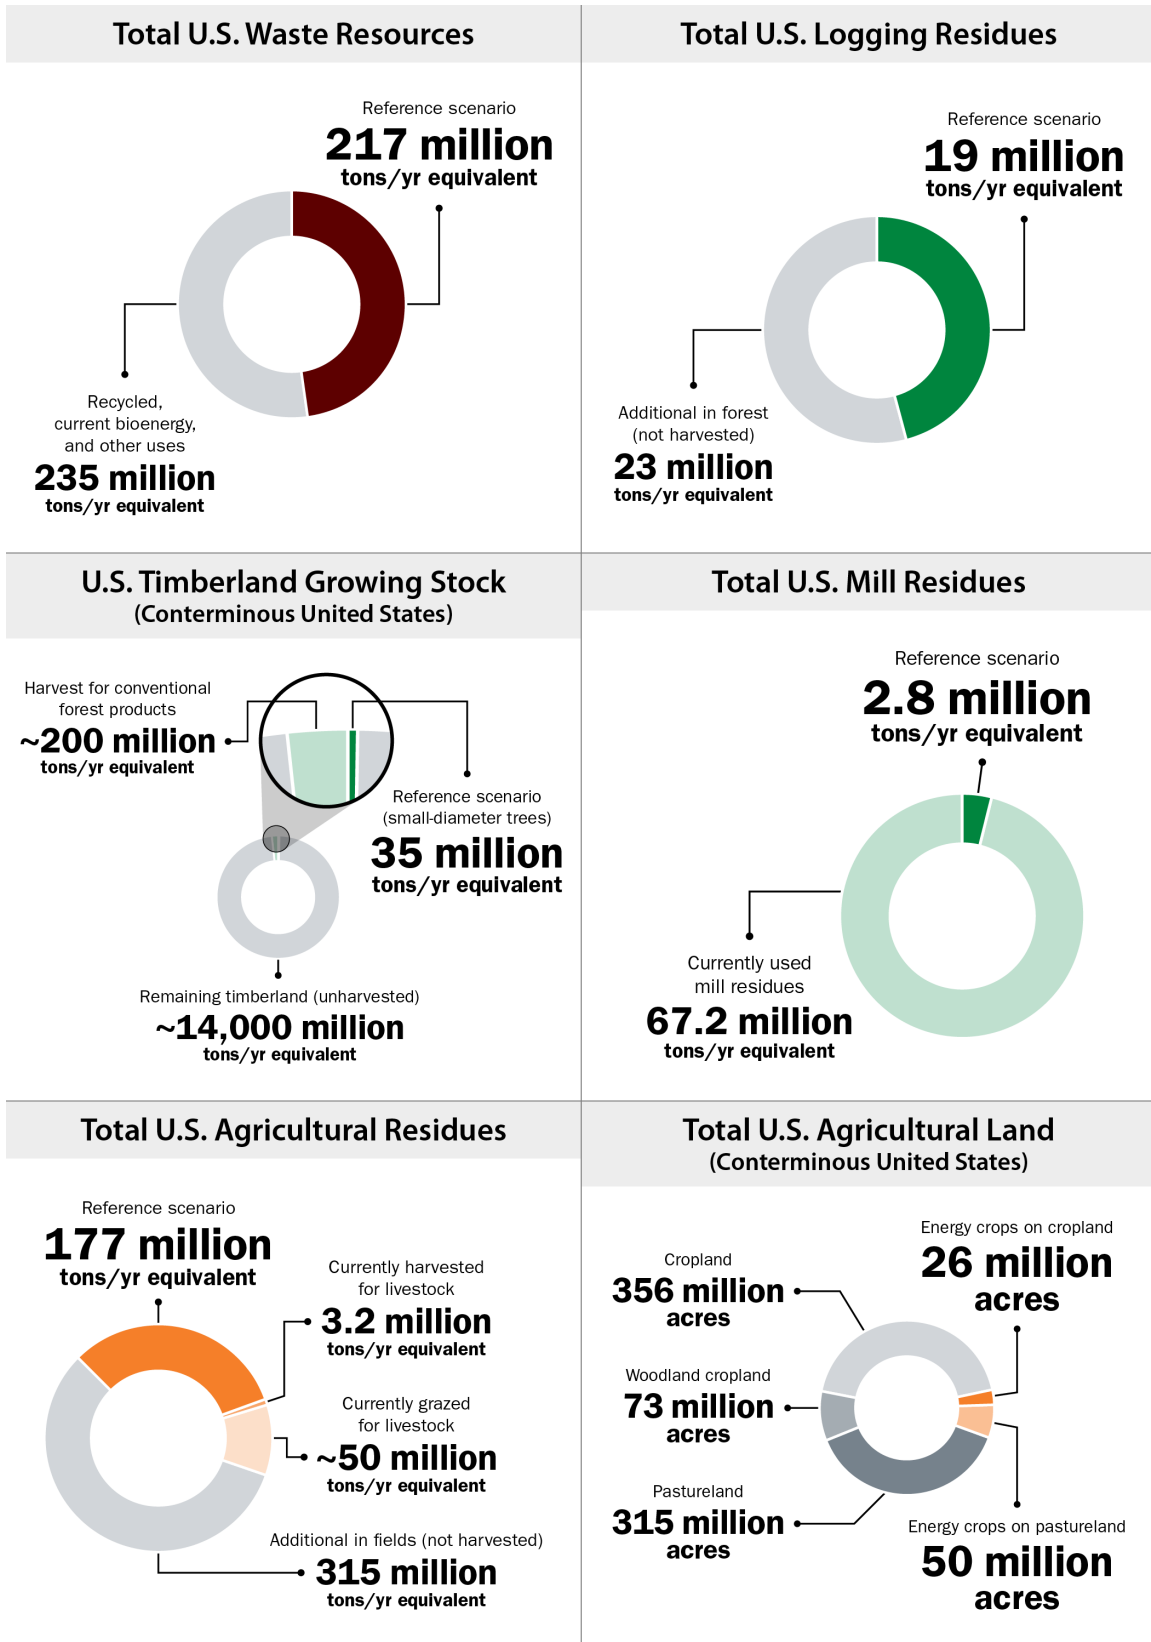 Total U.S. Waste Resources
Reference scenario
217 million
tons/yr equivalent
Recycled,
current bioenergy,
and other uses
235 million
tons/yr equivalent
Total U.S. Logging Residues
Reference scenario
19 million
tons/yr equivalent
Additional in forest
(not harvested)
23 million
tons/yr equivalent
U.S. Timberland Growing Stock
(Conterminous United States)
Harvest for conventional
forest products
~200 million
tons/yr equivalent
Reference scenario
(small-diameter trees)
35 million
tons/yr equivalent
Remaining timberland (unharvested)
~14,000 million
tons/yr equivalent
Total U.S. Mill Residues
Reference scenario
2.8 million
tons/yr equivalent
Currently used
mill residues
67.2 million
tons/yr equivalent
Total U.S. Agricultural Residues
Reference scenario
177 million
tons/yr equivalent
Currently harvested
for livestock
3.2 million
tons/yr equivalent
Currently grazed
for livestock
~50 million
tons/yr equivalent
Additional in fields (not harvested)
315 million
tons/yr equivalent
Total U.S. Agricultural Land
(Conterminous United States)
Energy crops on cropland
26 million
acres
Cropland
356 million
acres
Woodland cropland
73 million
acres
Pastureland
315 million
acres
Energy crops on pastureland
50 million
acres